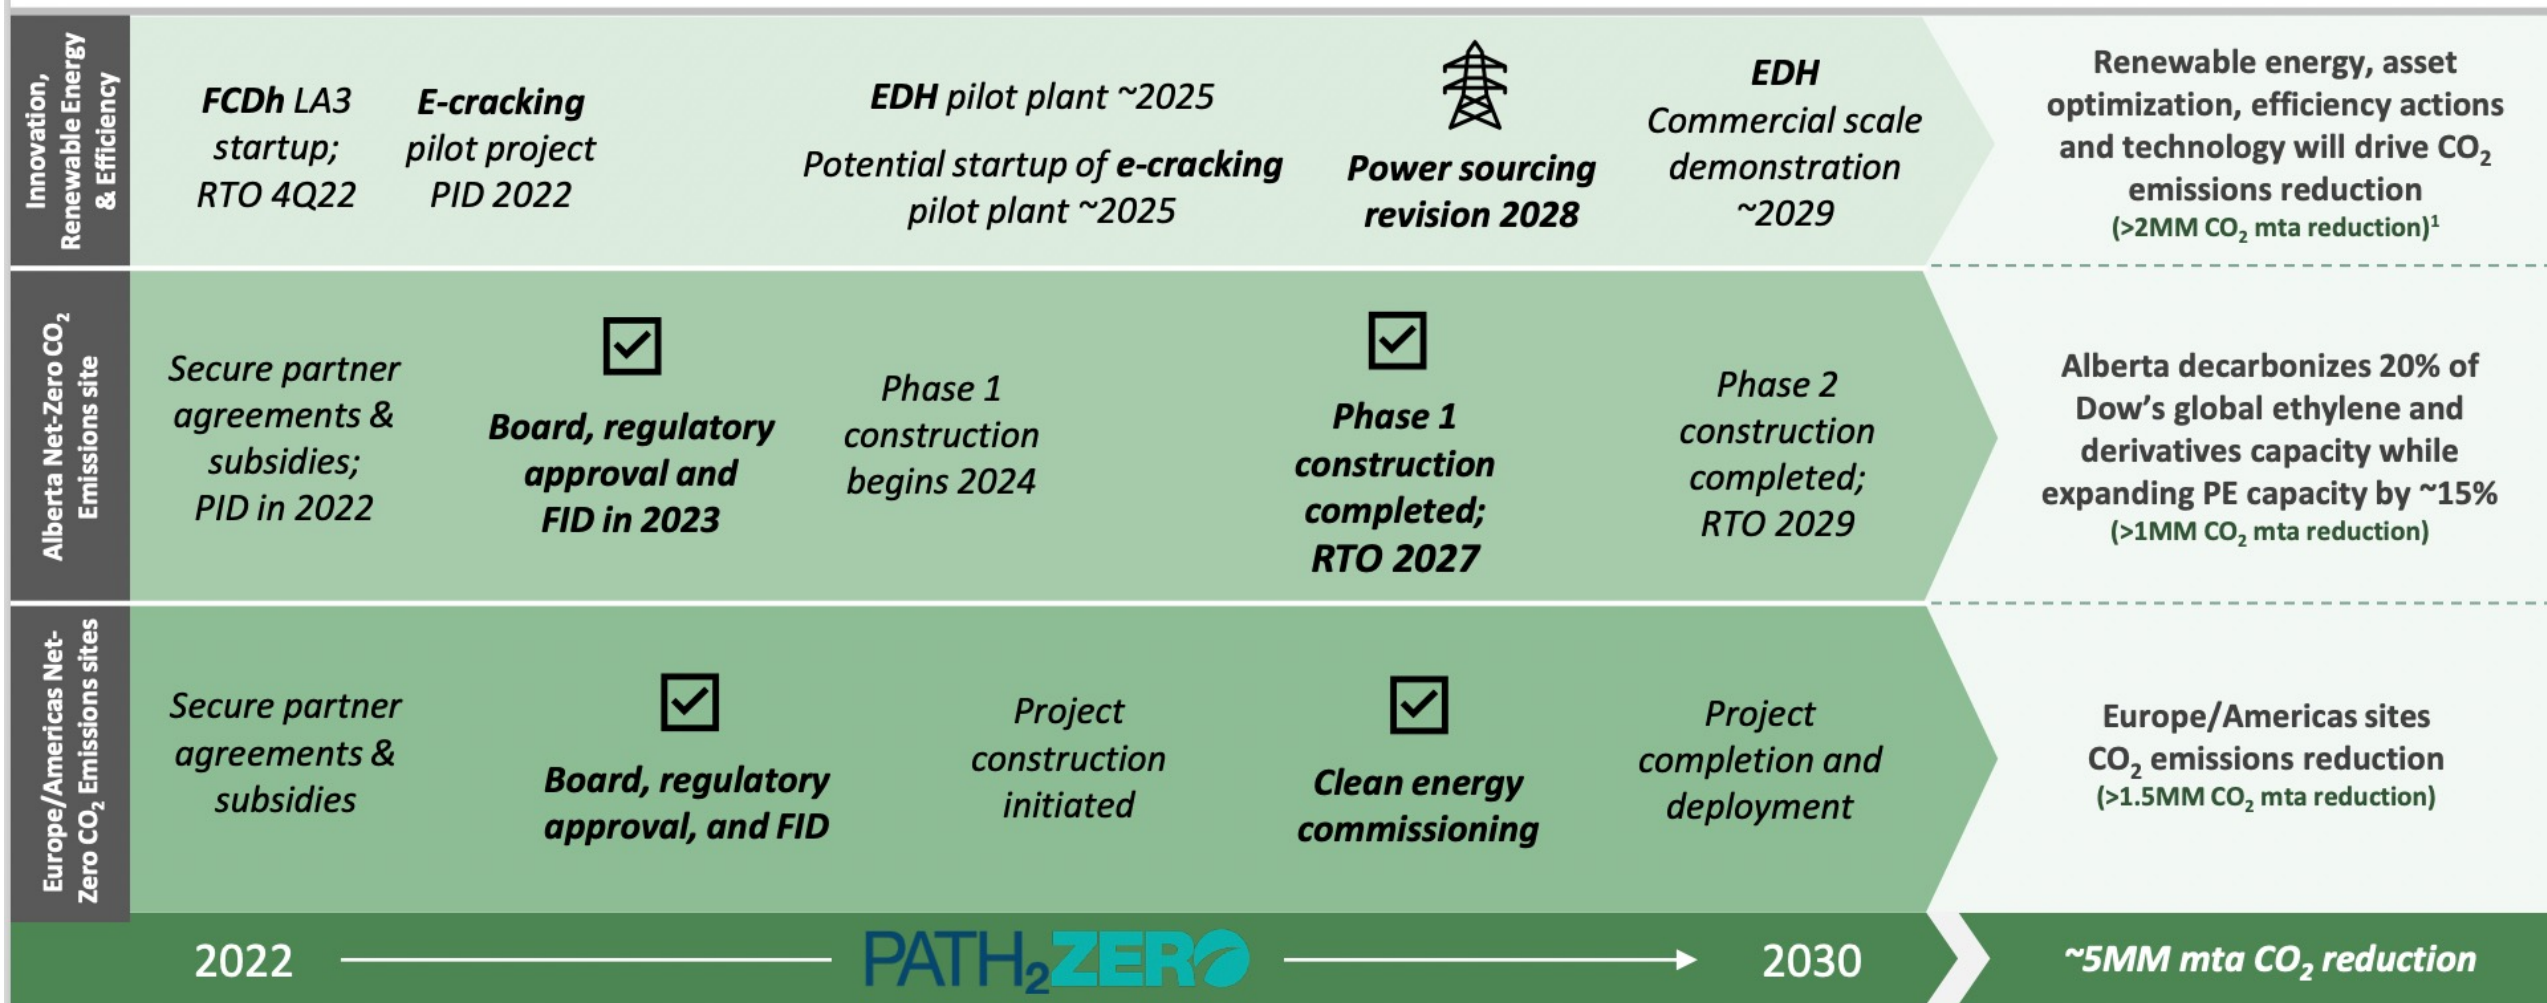 Innovation,
Renewable Energy
& Efficiency
FCDh LA3
startup;
RTO 4Q22
E-cracking
pilot project
PID 2022
EDH pilot plant ~2025
Potential startup of e-cracking
pilot plant ~2025
Power sourcing
revision 2028
EDH
Commercial scale
demonstration
~2029
Renewable energy, asset
optimization, efficiency actions
and technology will drive CO₂
emissions reduction
(>2MM CO₂ mta reduction)¹
Alberta Net-Zero CO₂
Emissions site
Secure partner
agreements &
subsidies;
PID in 2022
Board, regulatory
approval and
FID in 2023
Phase 1
construction
begins 2024
Phase 1
construction
completed;
RTO 2027
Phase 2
construction
completed;
RTO 2029
Alberta decarbonizes 20% of
Dow’s global ethylene and
derivatives capacity while
expanding PE capacity by ~15%
(>1MM CO₂ mta reduction)
Europe/Americas Net-
Zero CO₂ Emissions sites
Secure partner
agreements &
subsidies
Board, regulatory
approval, and FID
Project
construction
initiated
Clean energy
commissioning
Project
completion and
deployment
Europe/Americas sites
CO₂ emissions reduction
(>1.5MM CO₂ mta reduction)
2022
PATH₂ZERO
2030
~5MM mta CO₂ reduction